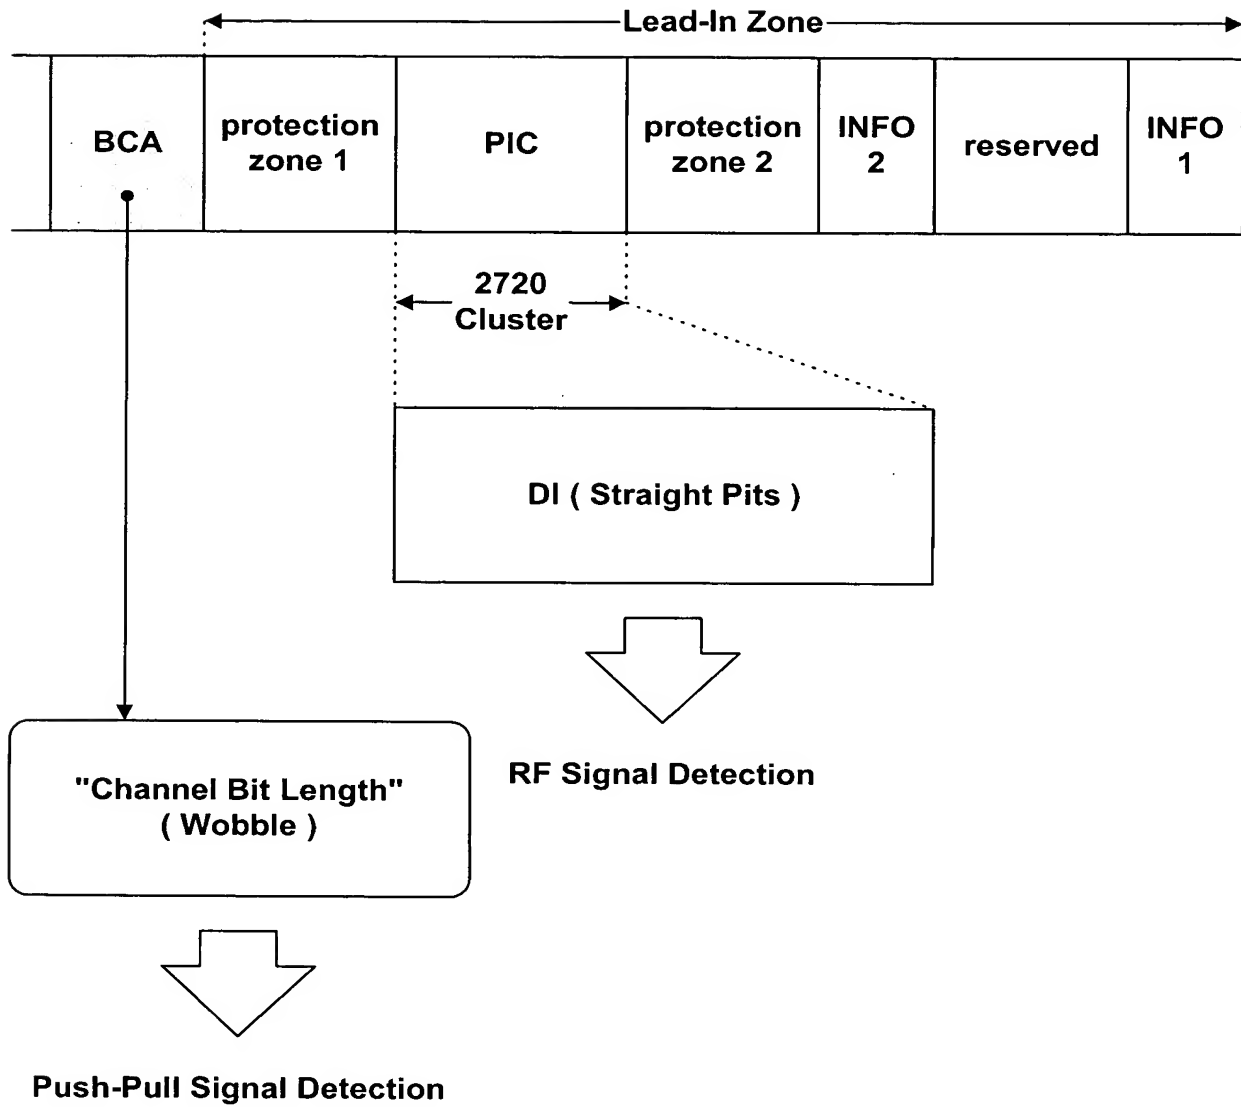 Lead-In Zone
BCA
protection
zone 1
PIC
protection
zone 2
INFO
2
reserved
INFO
1
2720
Cluster
DI ( Straight Pits )
RF Signal Detection
"Channel Bit Length"
( Wobble )
Push-Pull Signal Detection